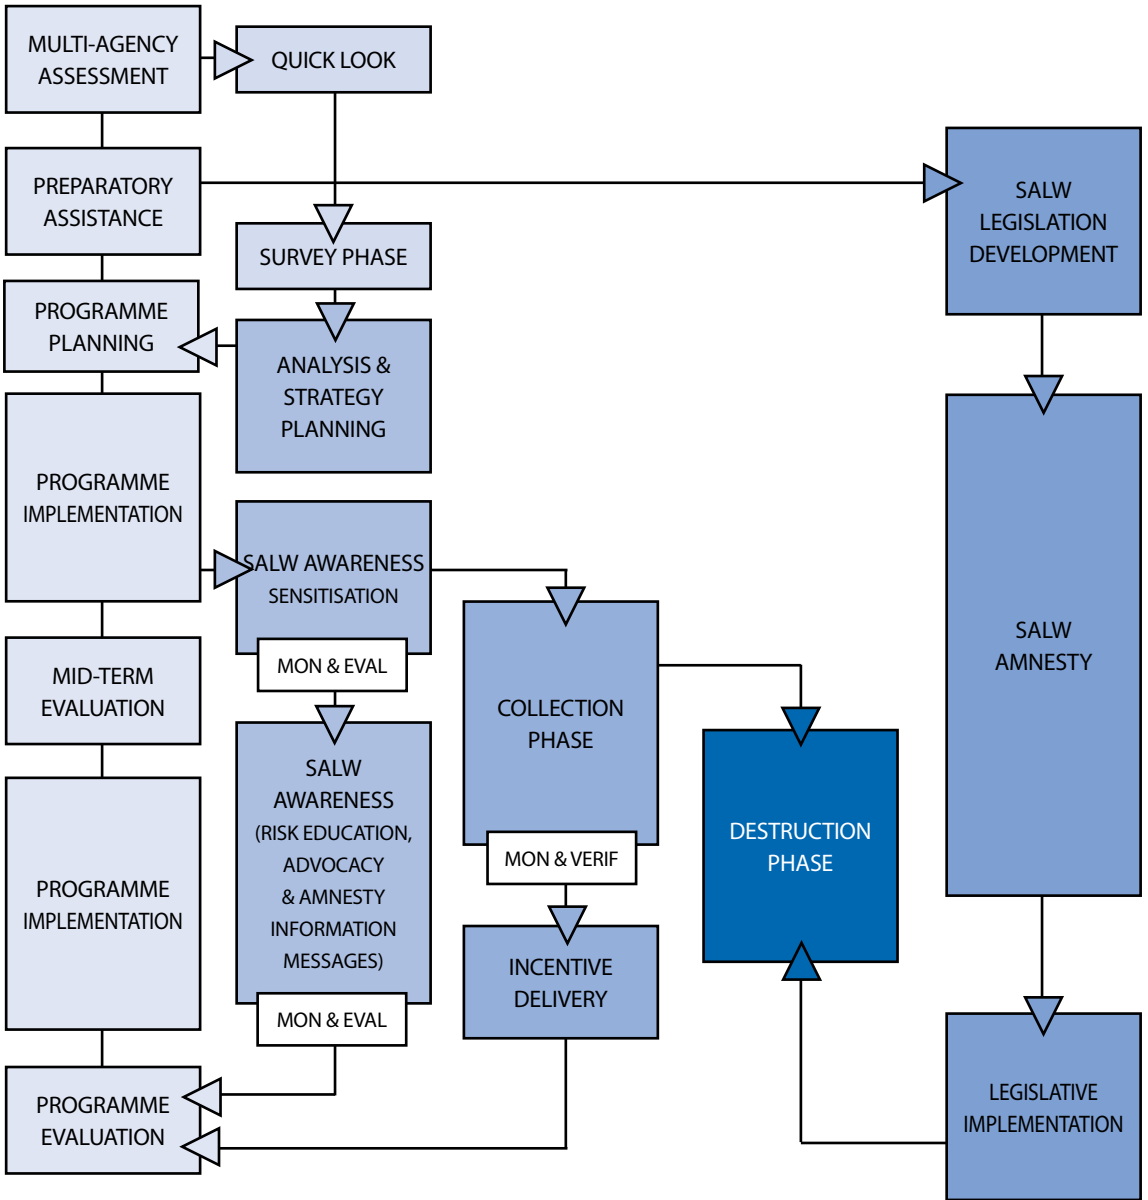 MULTI-AGENCY
ASSESSMENT
QUICK LOOK
PREPARATORY
ASSISTANCE
SALW
LEGISLATION
DEVELOPMENT
SURVEY PHASE
PROGRAMME
PLANNING
ANALYSIS &
STRATEGY
PLANNING
PROGRAMME
IMPLEMENTATION
SALW AWARENESS
SENSITISATION
MON & EVAL
MID-TERM
EVALUATION
COLLECTION
PHASE
MON & VERIF
SALW
AMNESTY
SALW
AWARENESS
(RISK EDUCATION,
ADVOCACY
& AMNESTY
INFORMATION
MESSAGES)
MON & EVAL
DESTRUCTION
PHASE
PROGRAMME
IMPLEMENTATION
INCENTIVE
DELIVERY
PROGRAMME
EVALUATION
LEGISLATIVE
IMPLEMENTATION